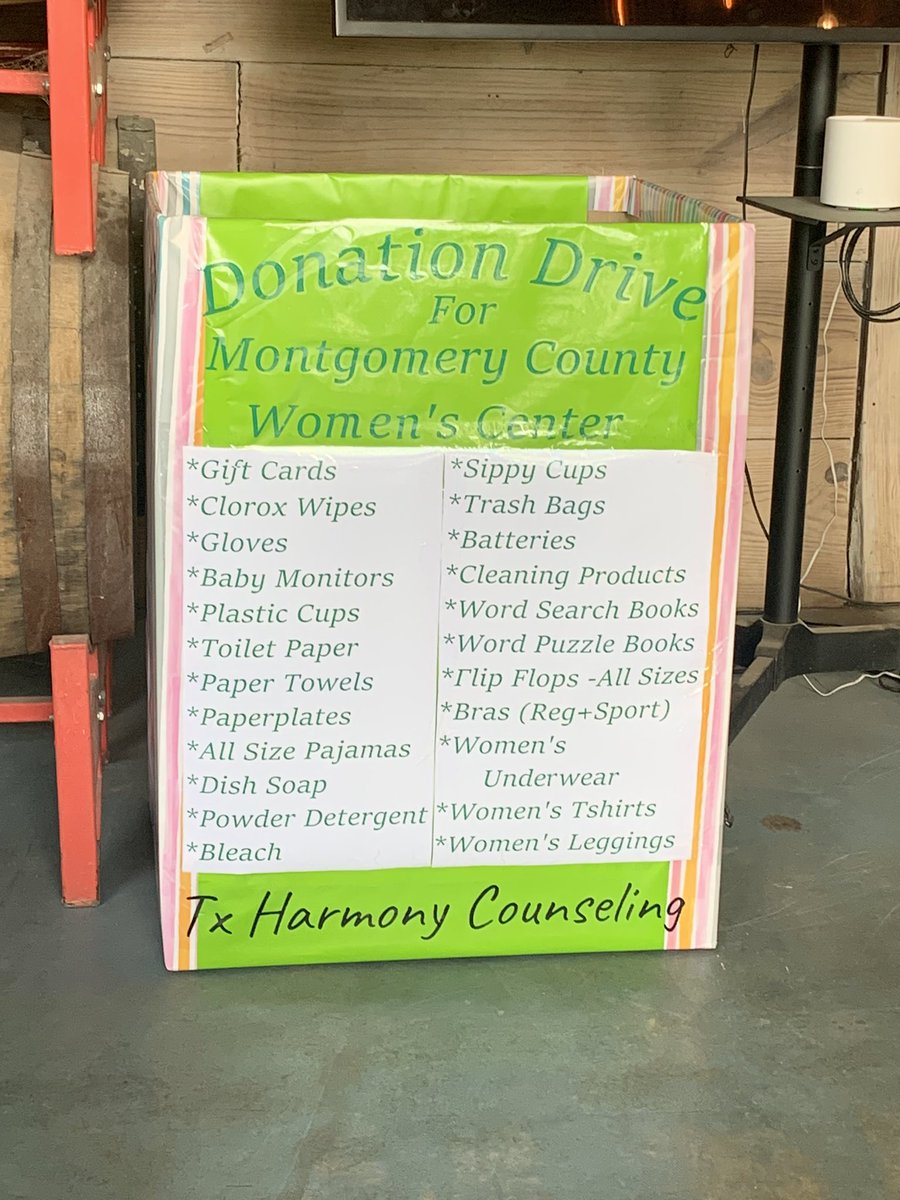 Donation Drive
For
Montgomery County
Women's Center
*Gift Cards
*Clorox Wipes
*Gloves
*Baby Monitors
*Plastic Cups
*Toilet Paper
*Paper Towels
*Paperplates
*All Size Pajamas
*Dish Soap
*Powder Detergent
*Bleach
*Sippy Cups
*Trash Bags
*Batteries
*Cleaning Products
*Word Search Books
*Word Puzzle Books
*Flip Flops -All Sizes
*Bras (Reg+Sport)
*Women's
Underwear
*Women's Tshirts
*Women's Leggings
Tx Harmony Counseling